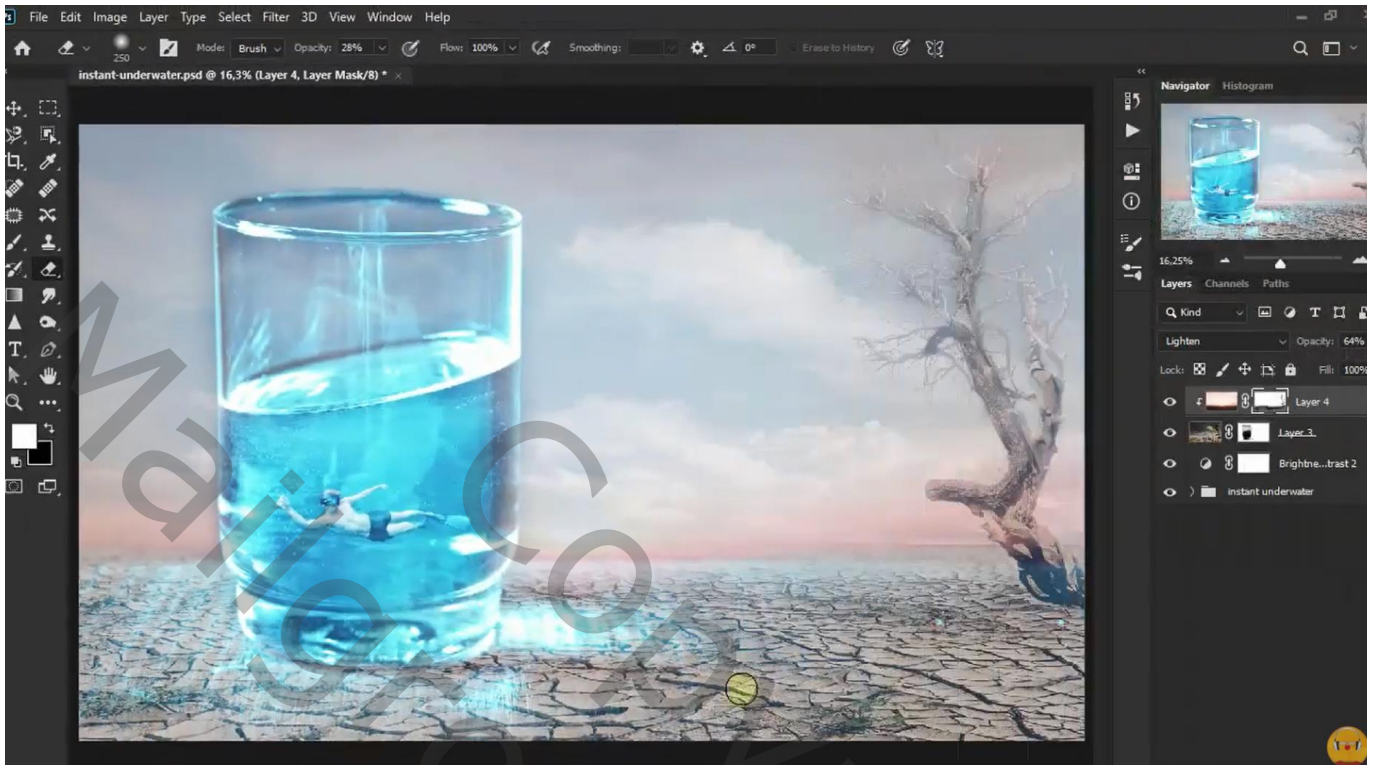 Ps File Edit Image Layer Type Select Filter 3D View Window Help
250 Mode: Brush Opacity: 28% Flow: 100% Smoothing: 0° Erase to History
instant-underwater.psd @ 16,3% (Layer 4, Layer Mask/8) * ×
Navigator Histogram
16,25%
Layers Channels Paths
Kind
Lighten Opacity: 64%
Lock: Fill: 100%
Layer 4
Layer 3
Brightne...trast 2
instant underwater